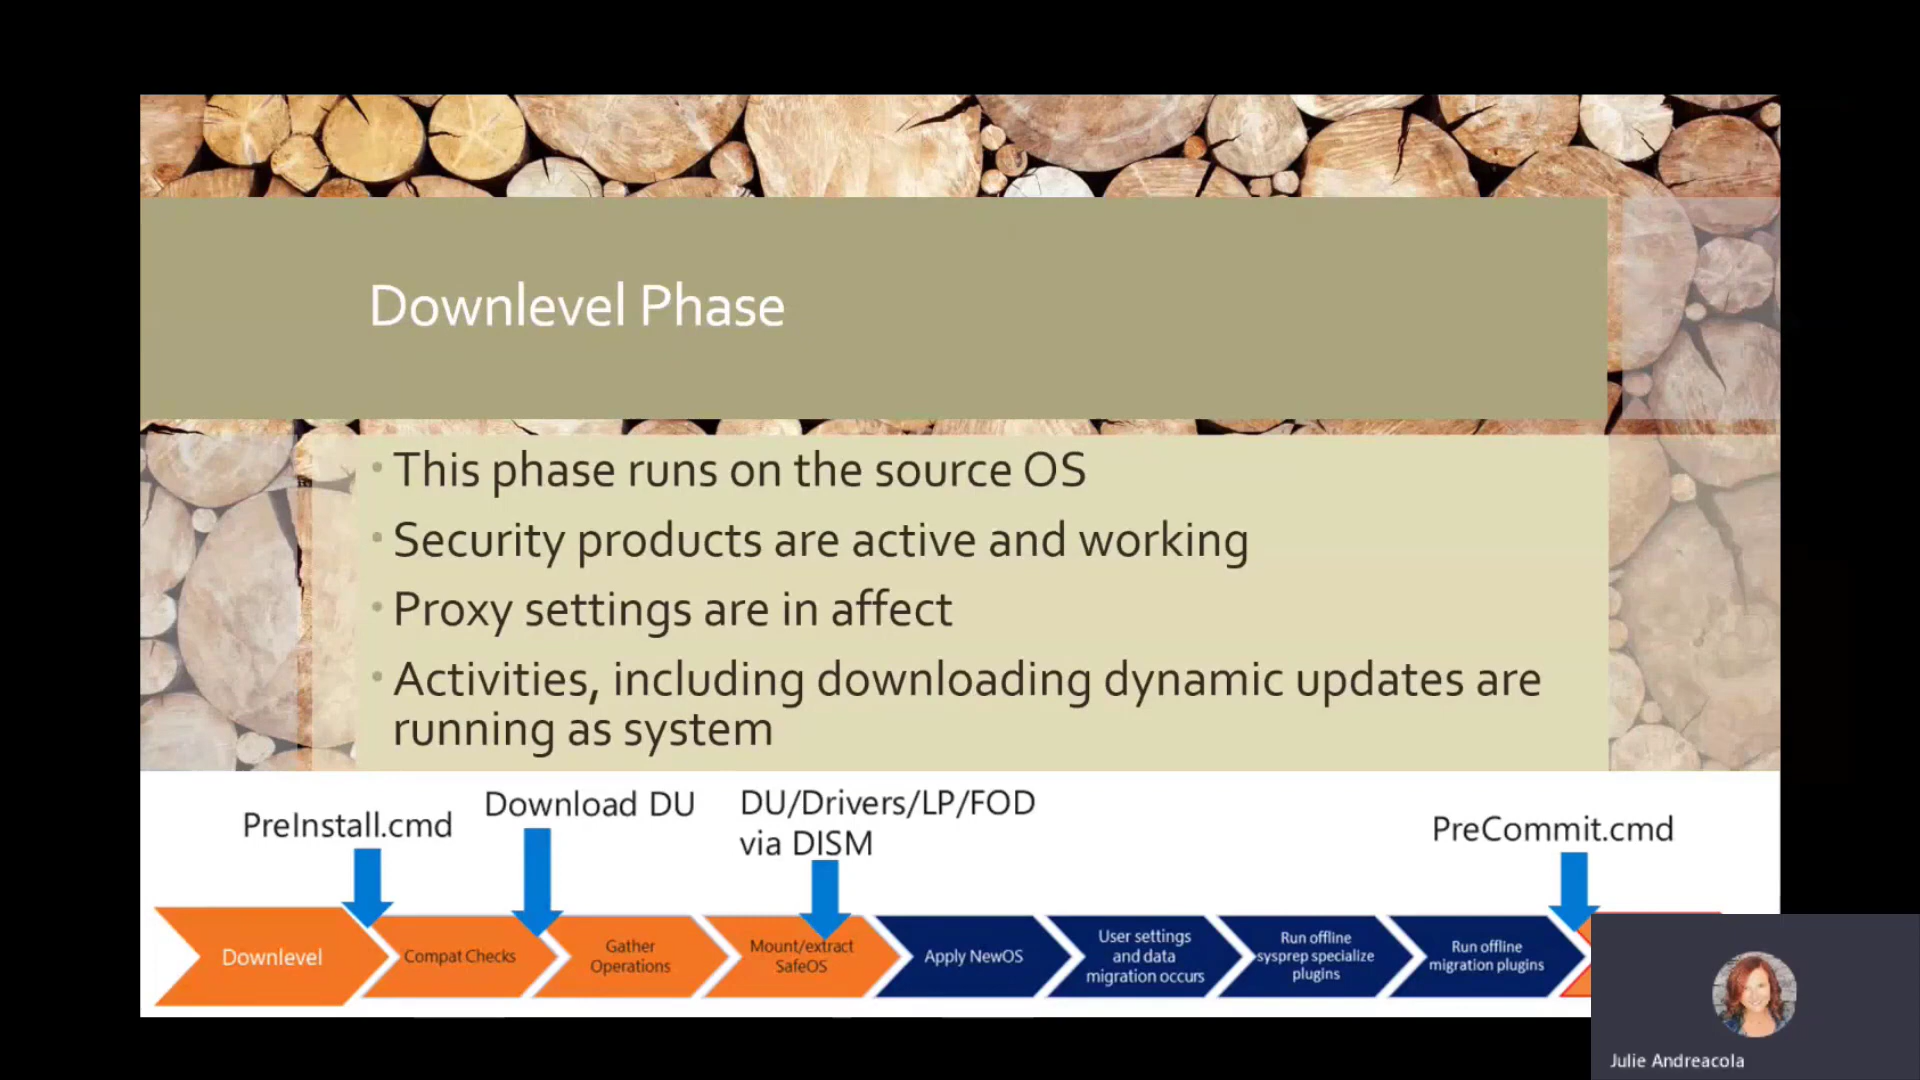 Downlevel Phase
This phase runs on the source OS
Security products are active and working
Proxy settings are in affect
Activities, including downloading dynamic updates are
running as system
PreInstall.cmd
Download DU
DU/Drivers/LP/FOD
via DISM
PreCommit.cmd
Downlevel
Compat Checks
Gather
Operations
Mount/extract
SafeOS
Apply NewOS
User settings
and data
migration occurs
Run offline
sysprep specialize
plugins
Run offline
migration plugins
Julie Andreacola